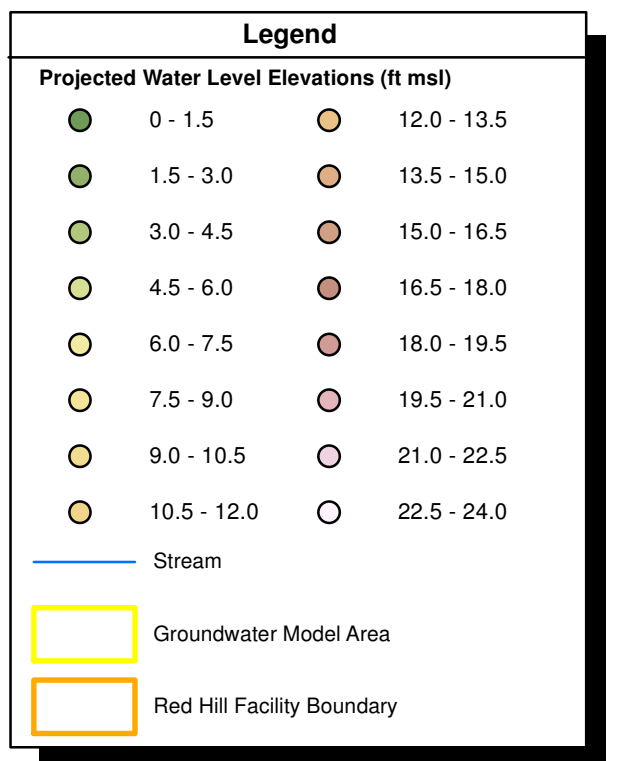 Legend
Projected Water Level Elevations (ft msl)
0 - 1.5
12.0 - 13.5
1.5 - 3.0
13.5 - 15.0
3.0 - 4.5
15.0 - 16.5
4.5 - 6.0
16.5 - 18.0
6.0 - 7.5
18.0 - 19.5
7.5 - 9.0
19.5 - 21.0
9.0 - 10.5
21.0 - 22.5
10.5 - 12.0
22.5 - 24.0
Stream
Groundwater Model Area
Red Hill Facility Boundary